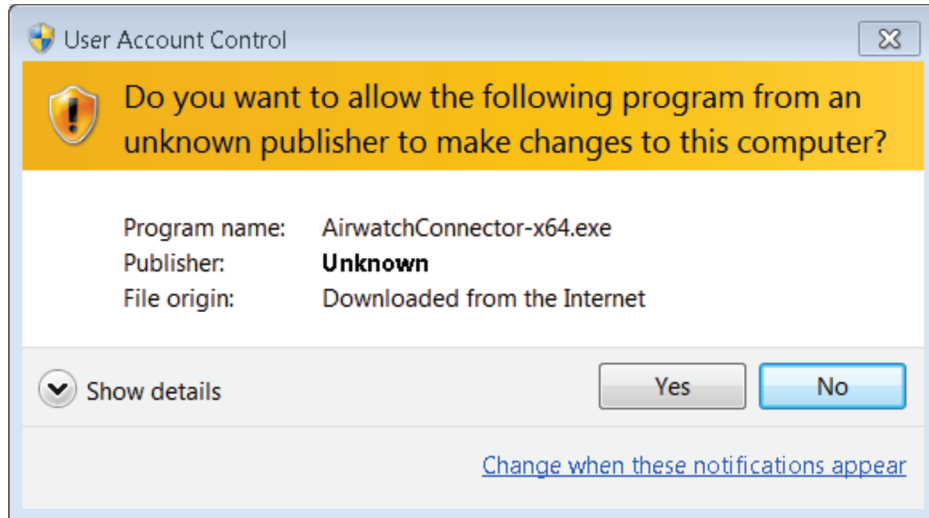 User Account Control
Do you want to allow the following program from an
unknown publisher to make changes to this computer?
Program name: AirwatchConnector-x64.exe
Publisher: Unknown
File origin: Downloaded from the Internet
Show details
Yes
No
Change when these notifications appear